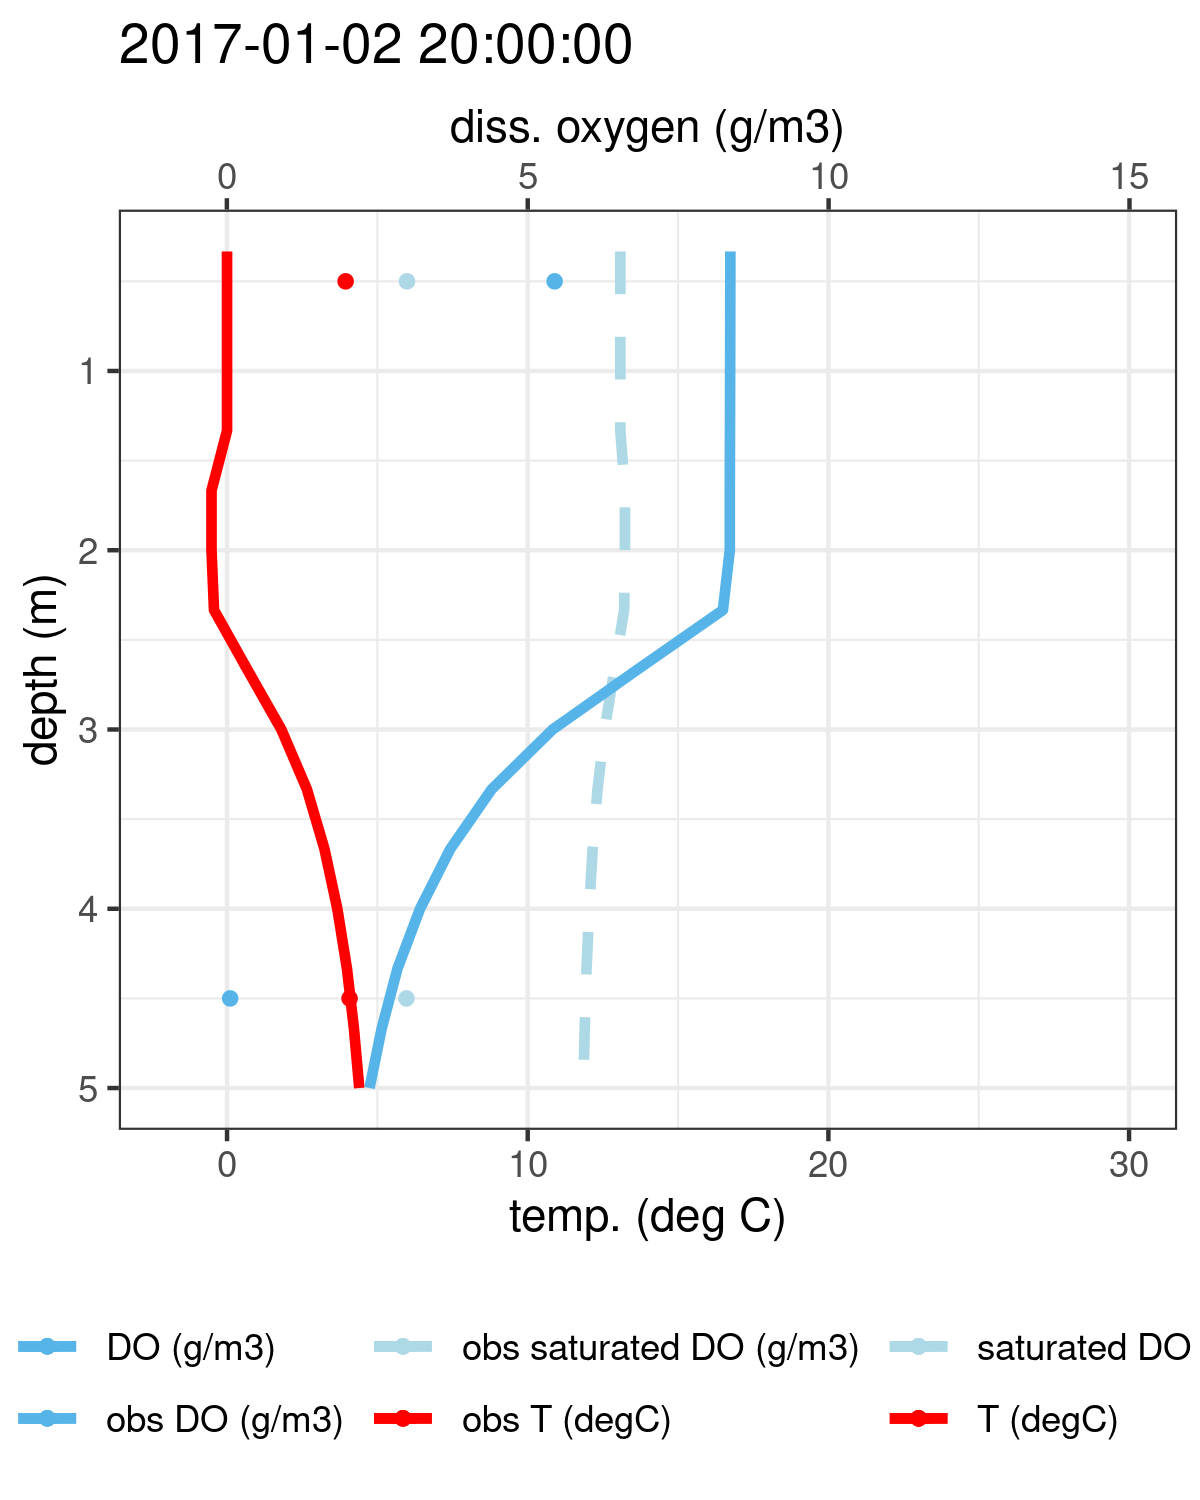 2017-01-02 20:00:00
diss. oxygen (g/m3)
0 5 10 15
depth (m)
1
2
3
4
5
0 10 20 30
temp. (deg C)
DO (g/m3) obs saturated DO (g/m3) saturated DO
obs DO (g/m3) obs T (degC) T (degC)